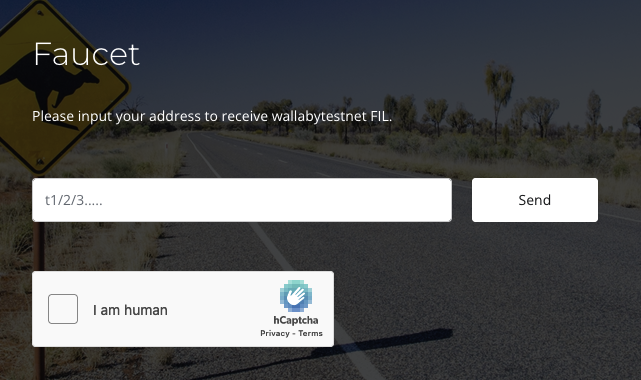 Faucet
Please input your address to receive wallabytestnet FIL.
t1/2/3.....
Send
I am human
hCaptcha
Privacy - Terms